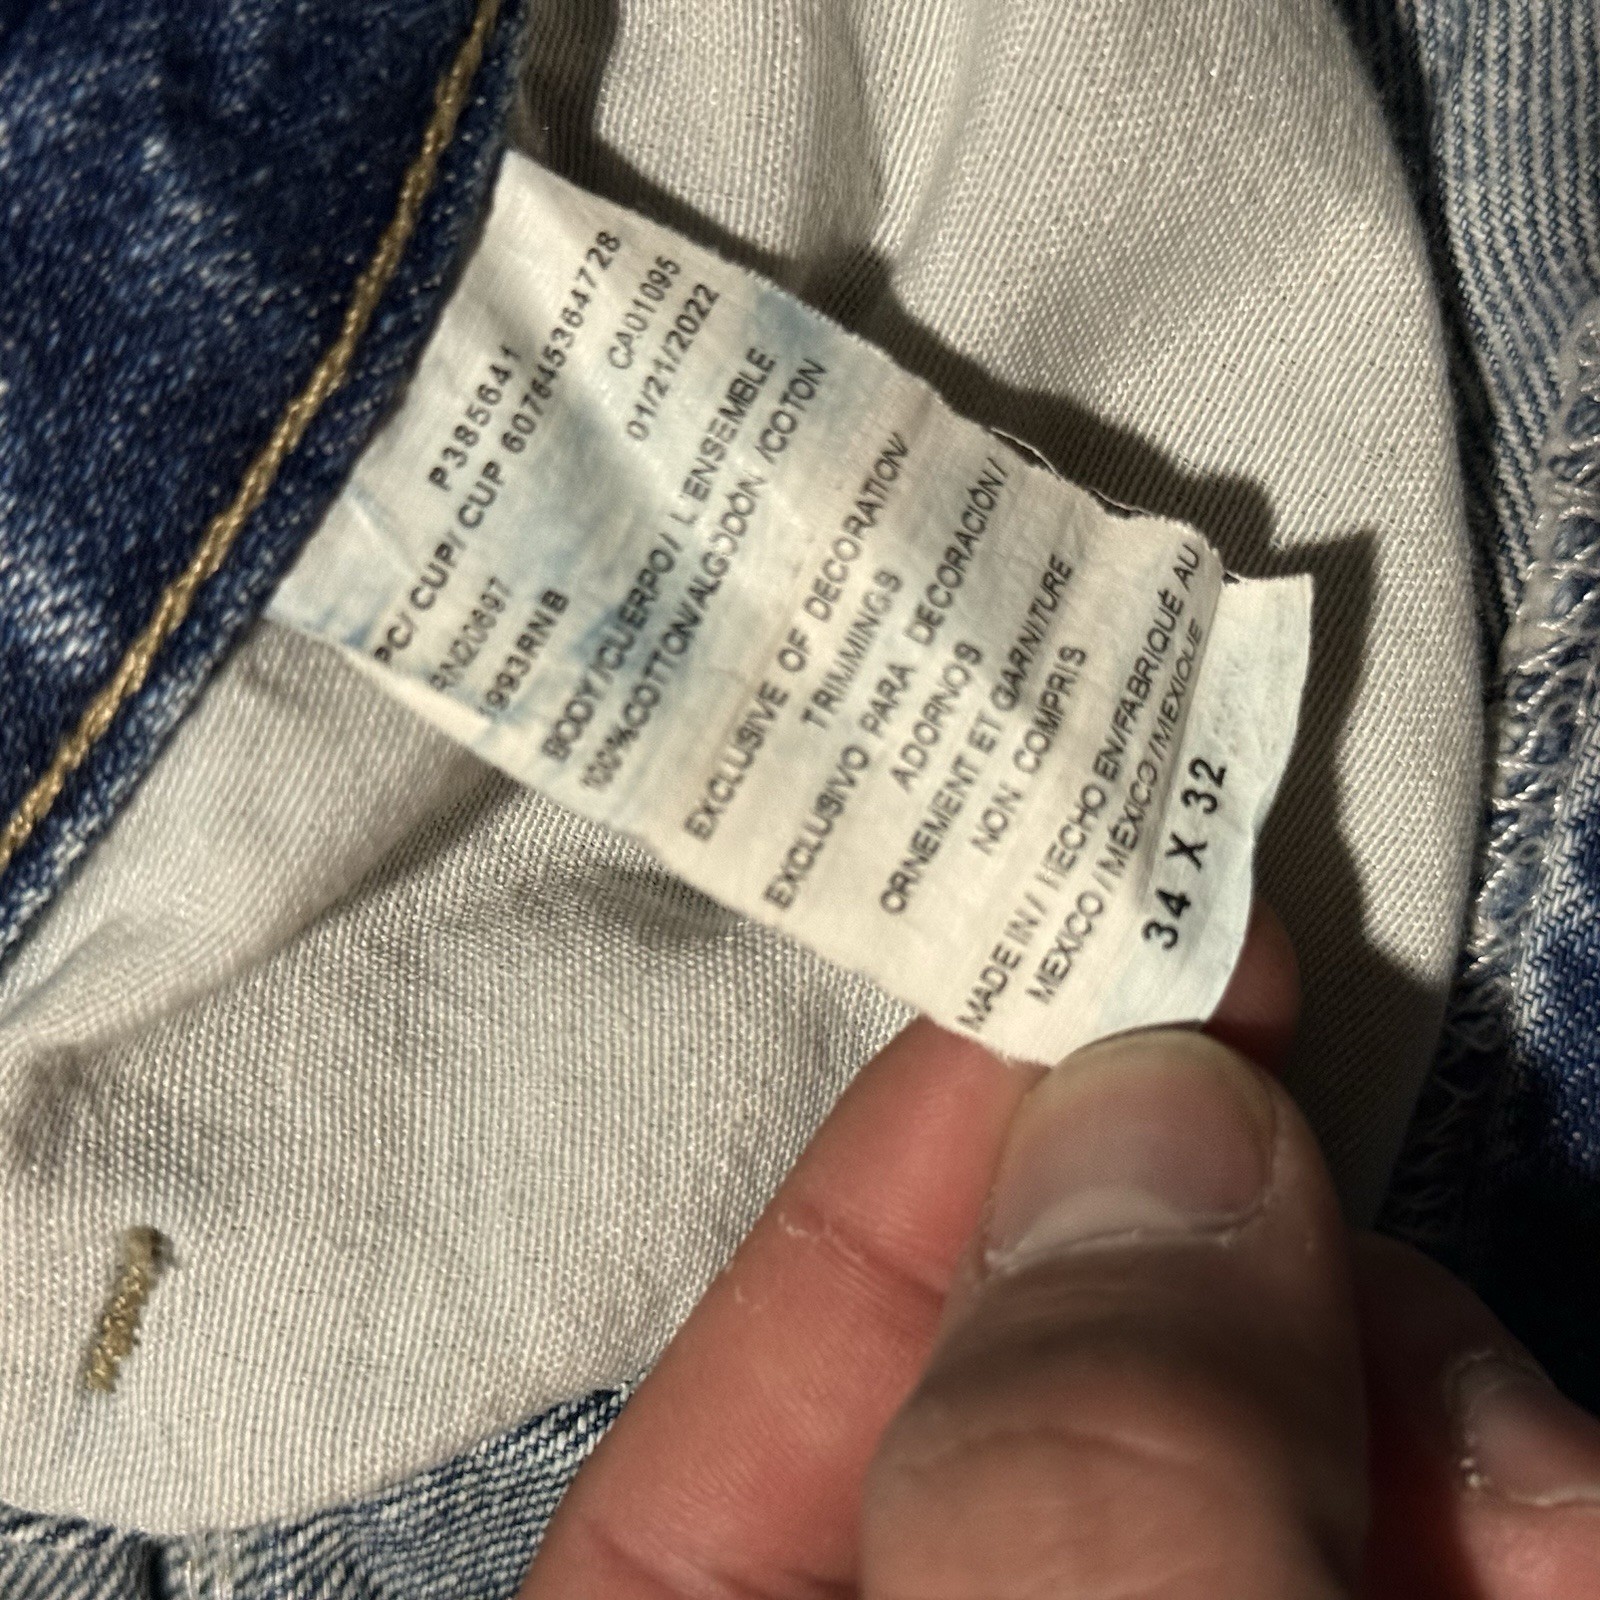 P385641
PC/ CUP/ CUP 607645364728
RN20697
CA01095
1993RNB
01/21/2022
BODY/CUERPO/ L'ENSEMBLE
100%COTTON/ALGODÓN /COTON
EXCLUSIVE OF DECORATION/
TRIMMINGS
EXCLUSIVO PARA DECORACIÓN/
ADORNOS
ORNEMENT ET GARNITURE
NON COMPRIS
MADE IN / HECHO EN/FABRIQUÉ AU
MEXICO / MÉXICO /MEXIQUE
34 X 32